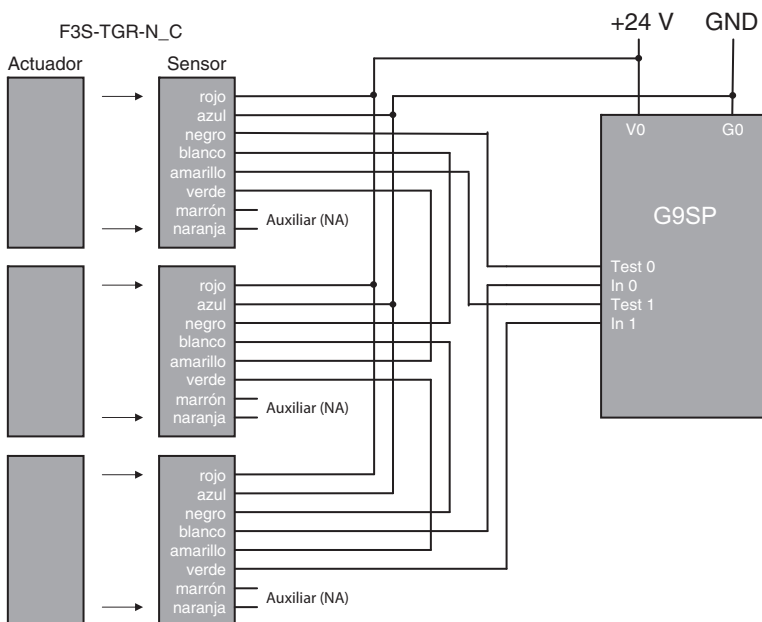 +24 V GND
F3S-TGR-N_C
Actuador Sensor
rojo
azul
negro
blanco
amarillo
verde
marrón
naranja
Auxiliar (NA)
rojo
azul
negro
blanco
amarillo
verde
marrón
naranja
Auxiliar (NA)
rojo
azul
negro
blanco
amarillo
verde
marrón
naranja
Auxiliar (NA)
V0 G0
G9SP
Test 0
In 0
Test 1
In 1